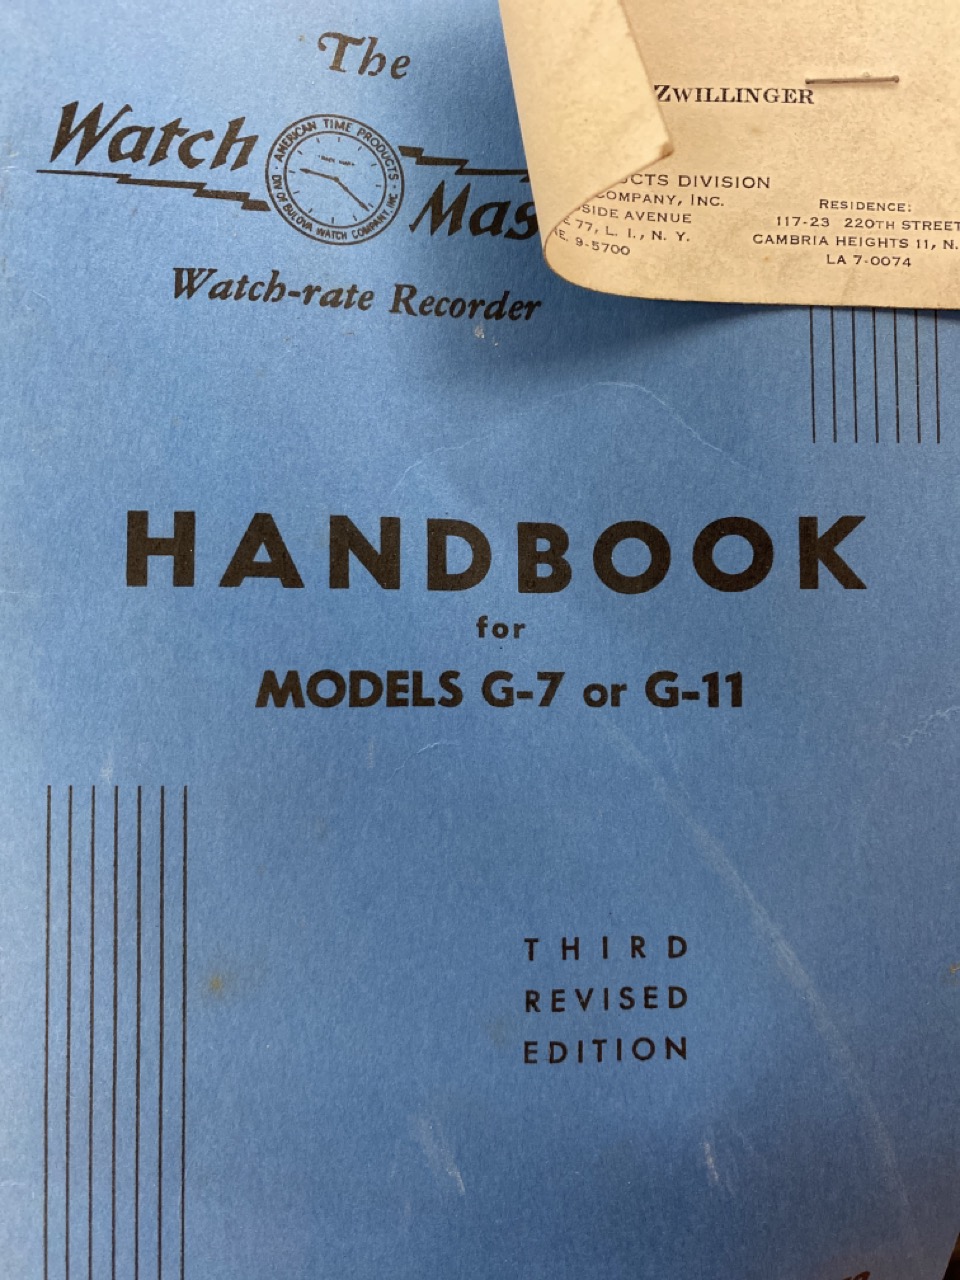 The
Watch
AMERICAN TIME PRODUCTS · DIV. OF BULOVA WATCH COMPANY, INC. ·
Mas
Watch-rate Recorder
ZWILLINGER
UCTS DIVISION
COMPANY, INC.
SIDE AVENUE
77, L. I., N. Y.
E. 9-5700
RESIDENCE:
117-23 220TH STREET
CAMBRIA HEIGHTS 11, N.
LA 7-0074
HANDBOOK
for
MODELS G-7 or G-11
THIRD
REVISED
EDITION